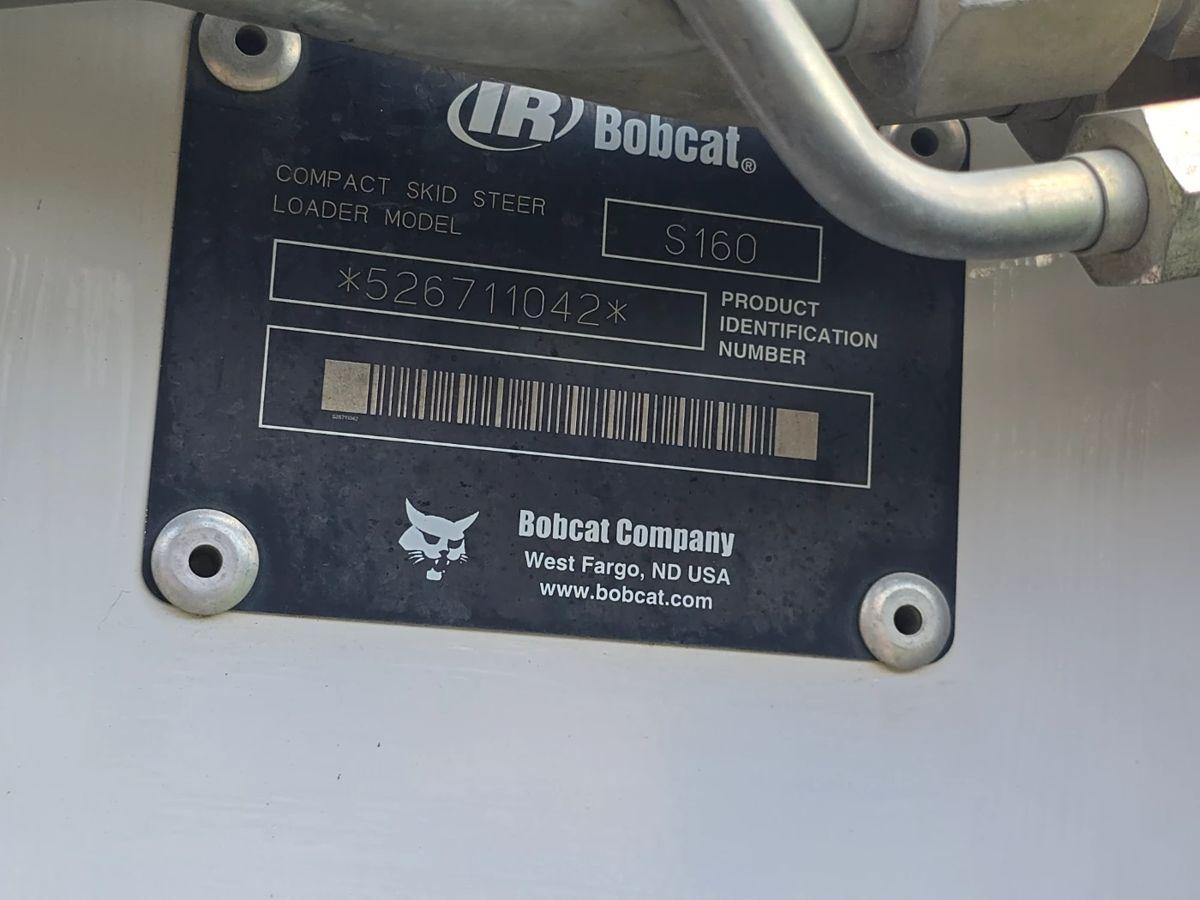 IR Bobcat®
COMPACT SKID STEER
LOADER MODEL
S160
*526711042*
PRODUCT
IDENTIFICATION
NUMBER
526711042
Bobcat Company
West Fargo, ND USA
www.bobcat.com